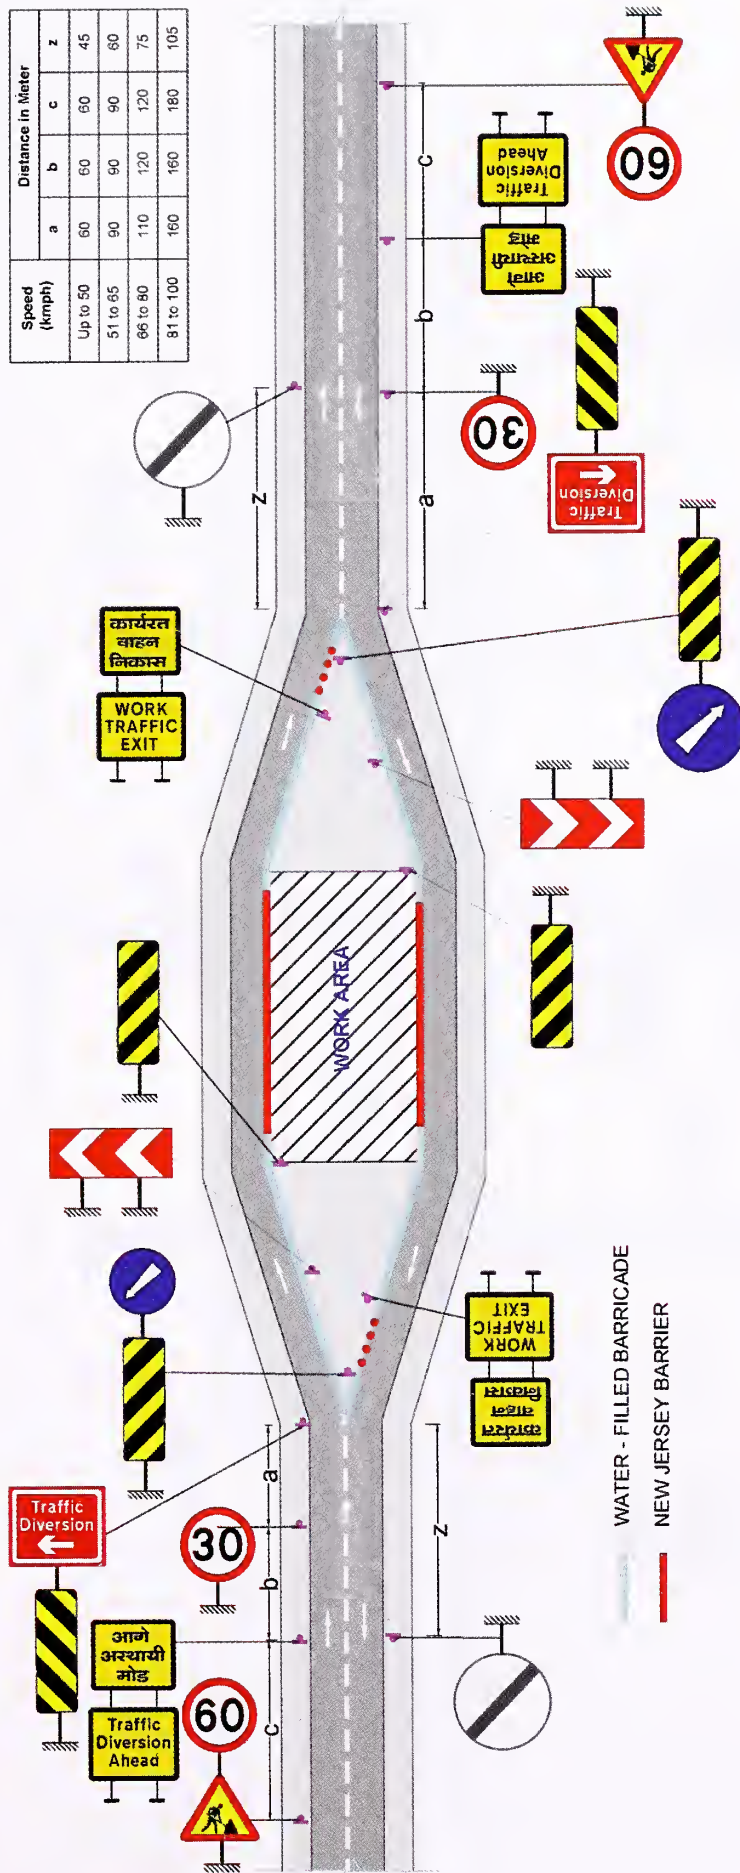 Speed (kmph) Distance in Meter
a b c z
Up to 50 60 60 60 45
51 to 65 90 90 90 60
66 to 80 110 120 120 75
81 to 100 160 160 180 105
60
Traffic
Diversion
Ahead
आगे
अस्थायी
मोड़
c
b
30
a
Traffic
Diversion
z
कार्यरत
वाहन
निकास
WORK
TRAFFIC
EXIT
WORK AREA
कार्यरत
वाहन
निकास
WORK
TRAFFIC
EXIT
Traffic
Diversion
a
30
b
z
आगे
अस्थायी
मोड
Traffic
Diversion
Ahead
60
c
WATER - FILLED BARRICADE
NEW JERSEY BARRIER